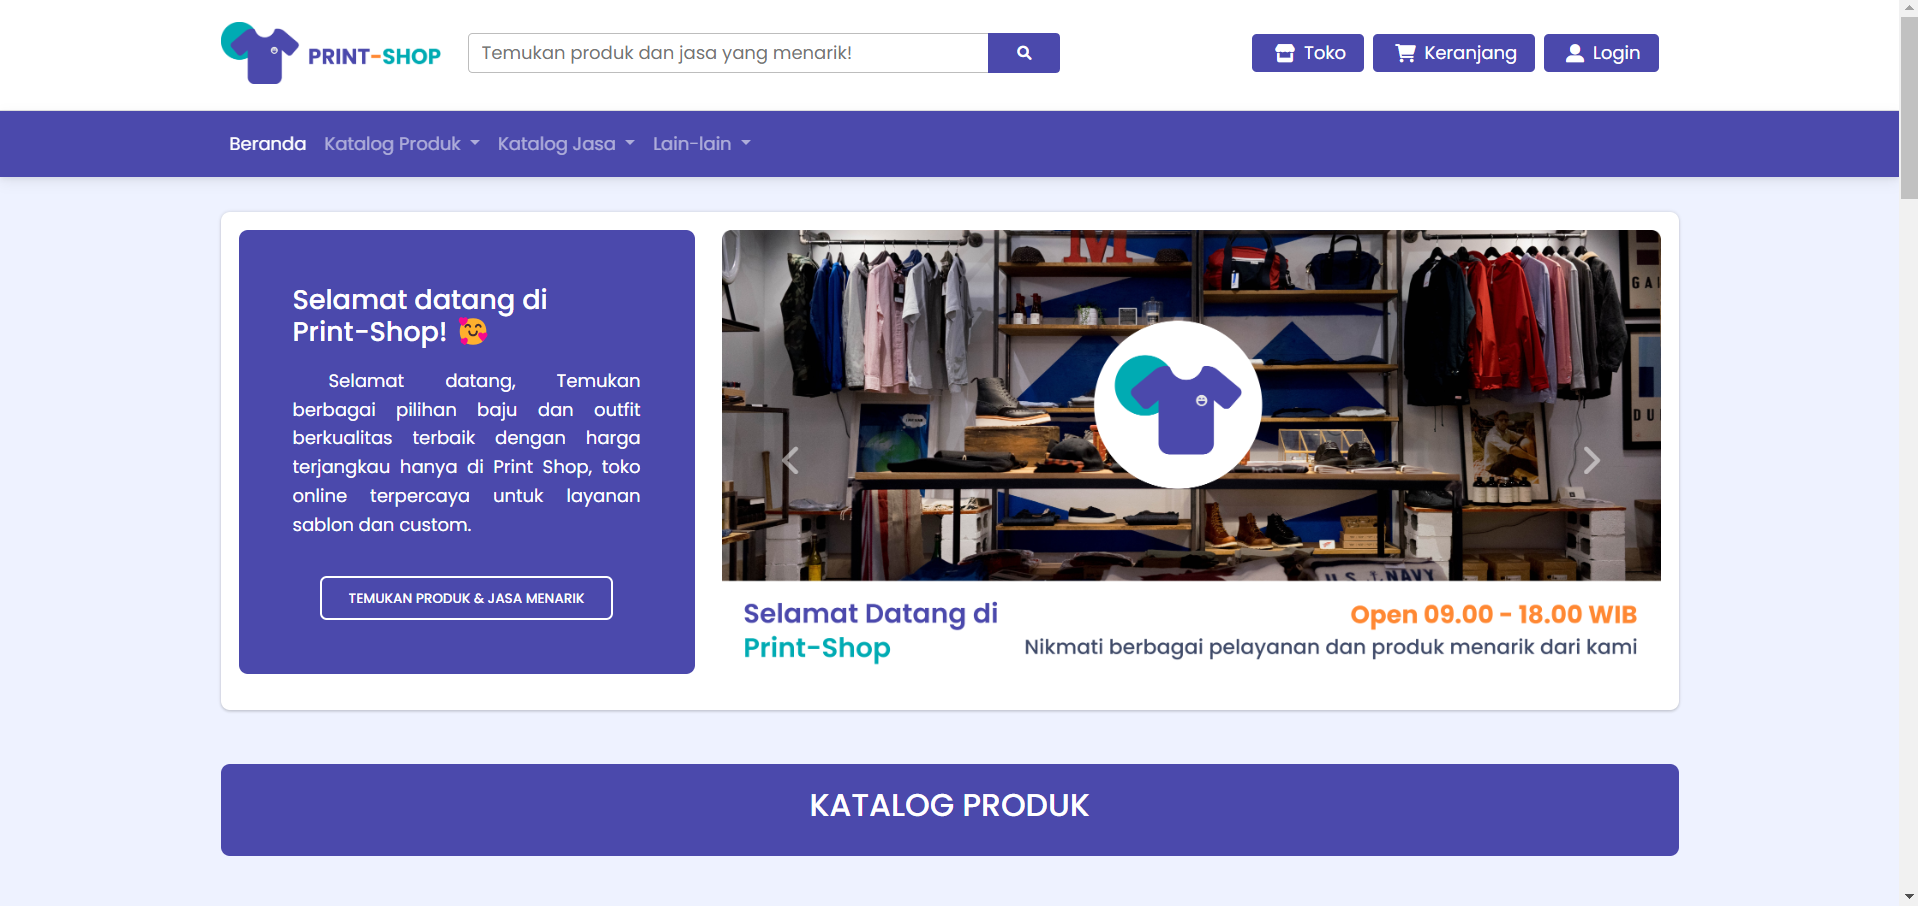 PRINT-SHOP
Temukan produk dan jasa yang menarik!
Toko
Keranjang
Login
Beranda
Katalog Produk
Katalog Jasa
Lain-lain
Selamat datang di
Print-Shop! 🥰
Selamat datang, Temukan
berbagai pilihan baju dan outfit
berkualitas terbaik dengan harga
terjangkau hanya di Print Shop, toko
online terpercaya untuk layanan
sablon dan custom.
TEMUKAN PRODUK & JASA MENARIK
M
GA
DU
U.S. NAVY
Selamat Datang di
Print-Shop
Open 09.00 - 18.00 WIB
Nikmati berbagai pelayanan dan produk menarik dari kami
KATALOG PRODUK